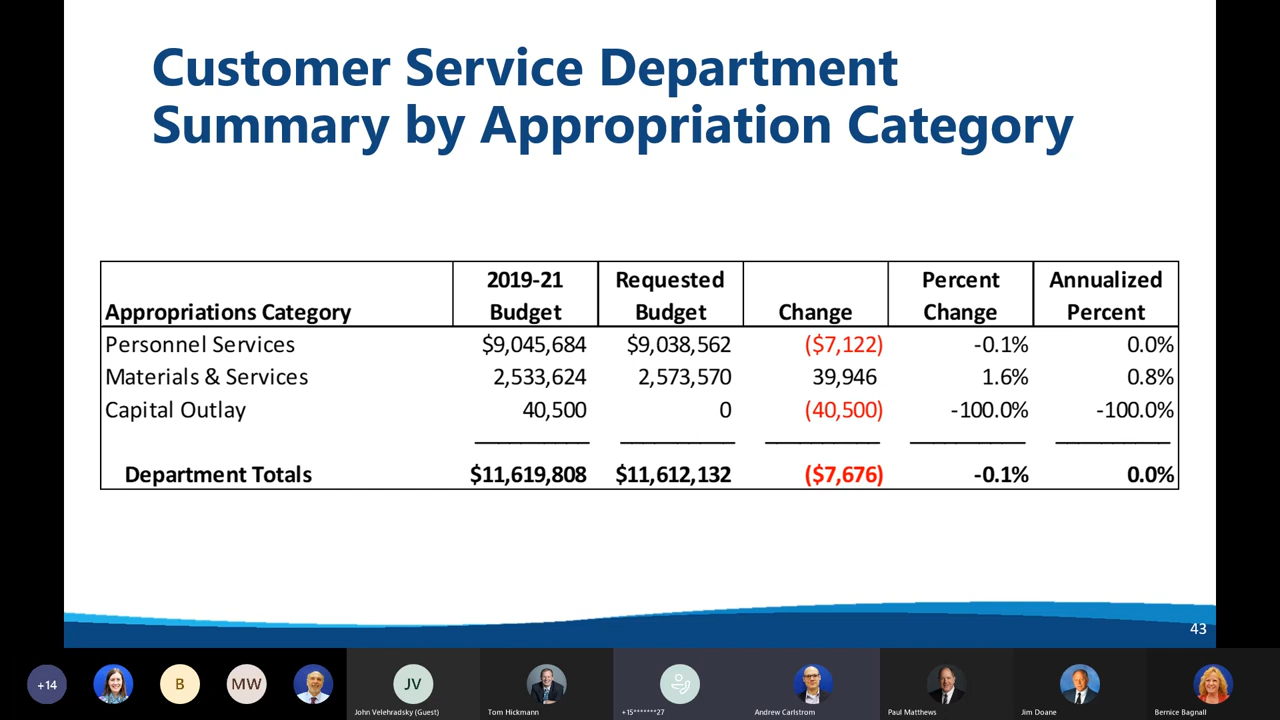 Customer Service Department
Summary by Appropriation Category
Appropriations Category 2019-21 Budget Requested Budget Change Percent Change Annualized Percent
Personnel Services $9,045,684 $9,038,562 ($7,122) -0.1% 0.0%
Materials & Services 2,533,624 2,573,570 39,946 1.6% 0.8%
Capital Outlay 40,500 0 (40,500) -100.0% -100.0%
Department Totals $11,619,808 $11,612,132 ($7,676) -0.1% 0.0%
43
+14 B MW JV
John Velehradsky (Guest) Tom Hickmann +15*******27 Andrew Carlstrom Paul Matthews Jim Doane Bernice Bagnall